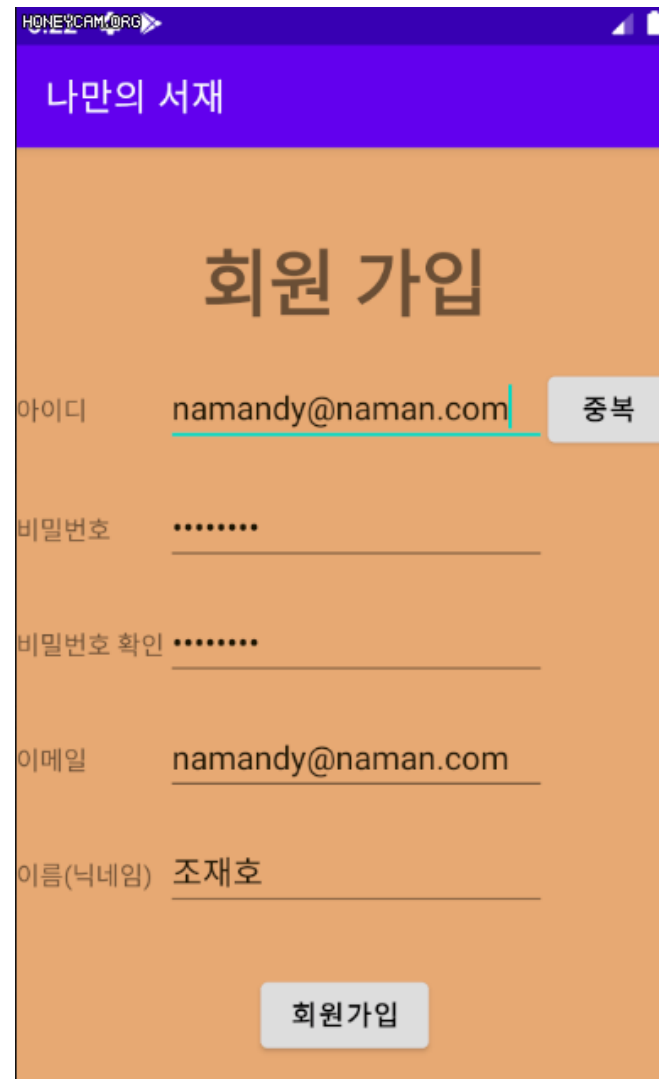 HONEYCAM.ORG
나만의 서재
회원 가입
아이디 namandy@naman.com 중복
비밀번호 ••••••••
비밀번호 확인 ••••••••
이메일 namandy@naman.com
이름(닉네임) 조재호
회원가입